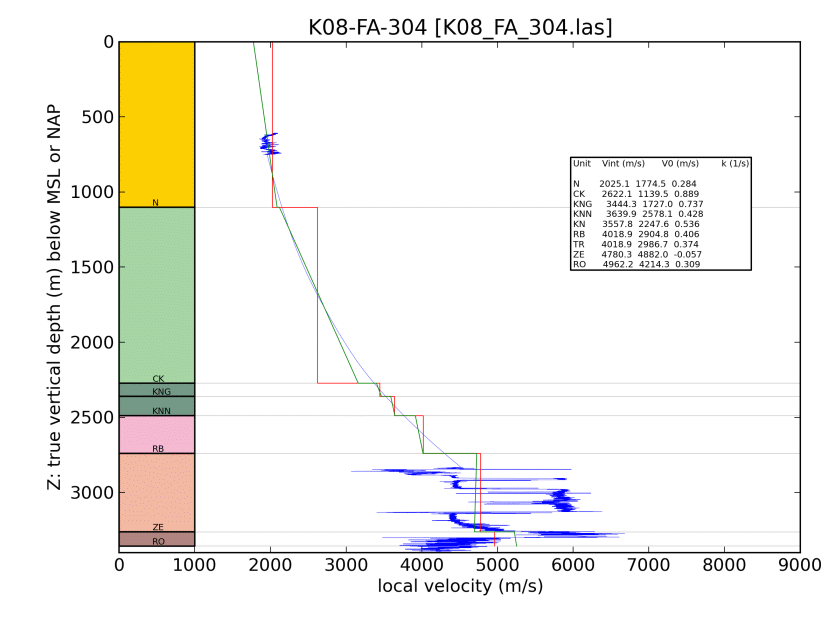 K08-FA-304 [K08_FA_304.las]
0
500
1000
1500
2000
2500
3000
Z: true vertical depth (m) below MSL or NAP
N
CK
KNG
KNN
RB
ZE
RO
Unit Vint (m/s) V0 (m/s) k (1/s)
N 2025.1 1774.5 0.284
CK 2622.1 1139.5 0.889
KNG 3444.3 1727.0 0.737
KNN 3639.9 2578.1 0.428
KN 3557.8 2247.6 0.536
RB 4018.9 2904.8 0.406
TR 4018.9 2986.7 0.374
ZE 4780.3 4882.0 -0.057
RO 4962.2 4214.3 0.309
0 1000 2000 3000 4000 5000 6000 7000 8000 9000
local velocity (m/s)